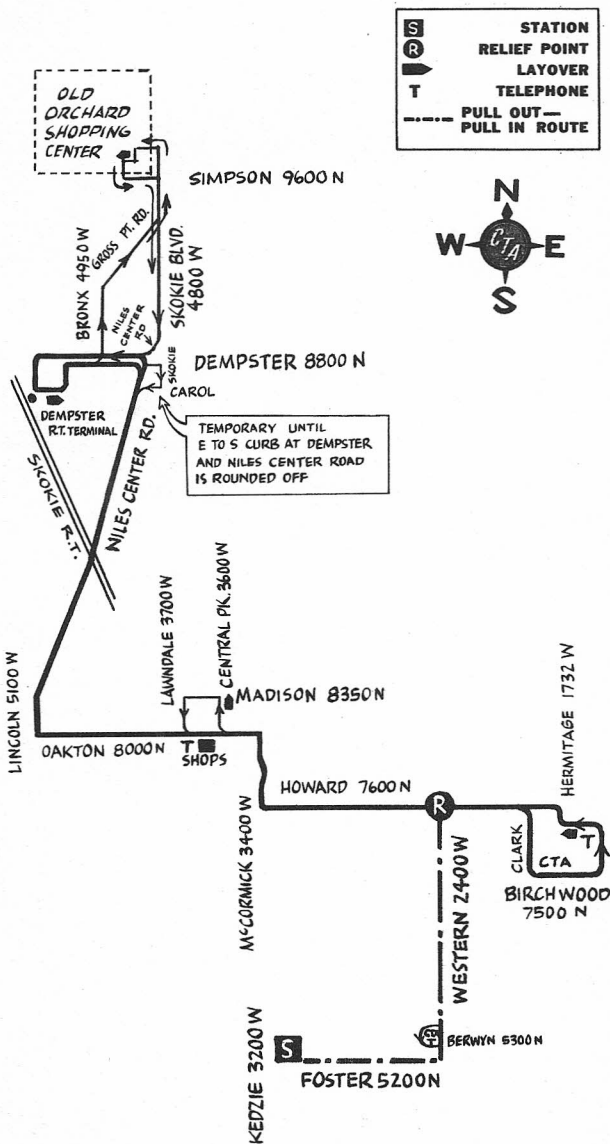 S STATION
R RELIEF POINT
LAYOVER
T TELEPHONE
PULL OUT—
PULL IN ROUTE
OLD
ORCHARD
SHOPPING
CENTER
SIMPSON 9600 N
N
W CTA E
S
BRONX 4950 W
GROSS PT. RD.
SKOKIE BLVD.
4800 W
NILES
CENTER
RD
DEMPSTER 8800 N
SKOKIE
CAROL
DEMPSTER
R.T. TERMINAL
TEMPORARY UNTIL
E TO S CURB AT DEMPSTER
AND NILES CENTER ROAD
IS ROUNDED OFF
SKOKIE R.T.
NILES CENTER RD.
LINCOLN 5100 W
LAWNDALE 3700 W
CENTRAL PK. 3600 W
MADISON 8350 N
OAKTON 8000 N
T
SHOPS
HERMITAGE 1732 W
HOWARD 7600 N
R
McCORMICK 3400 W
WESTERN 2400 W
CLARK
CTA
T
BIRCHWOOD
7500 N
KEDZIE 3200 W
S
BERWYN 5300 N
FOSTER 5200 N